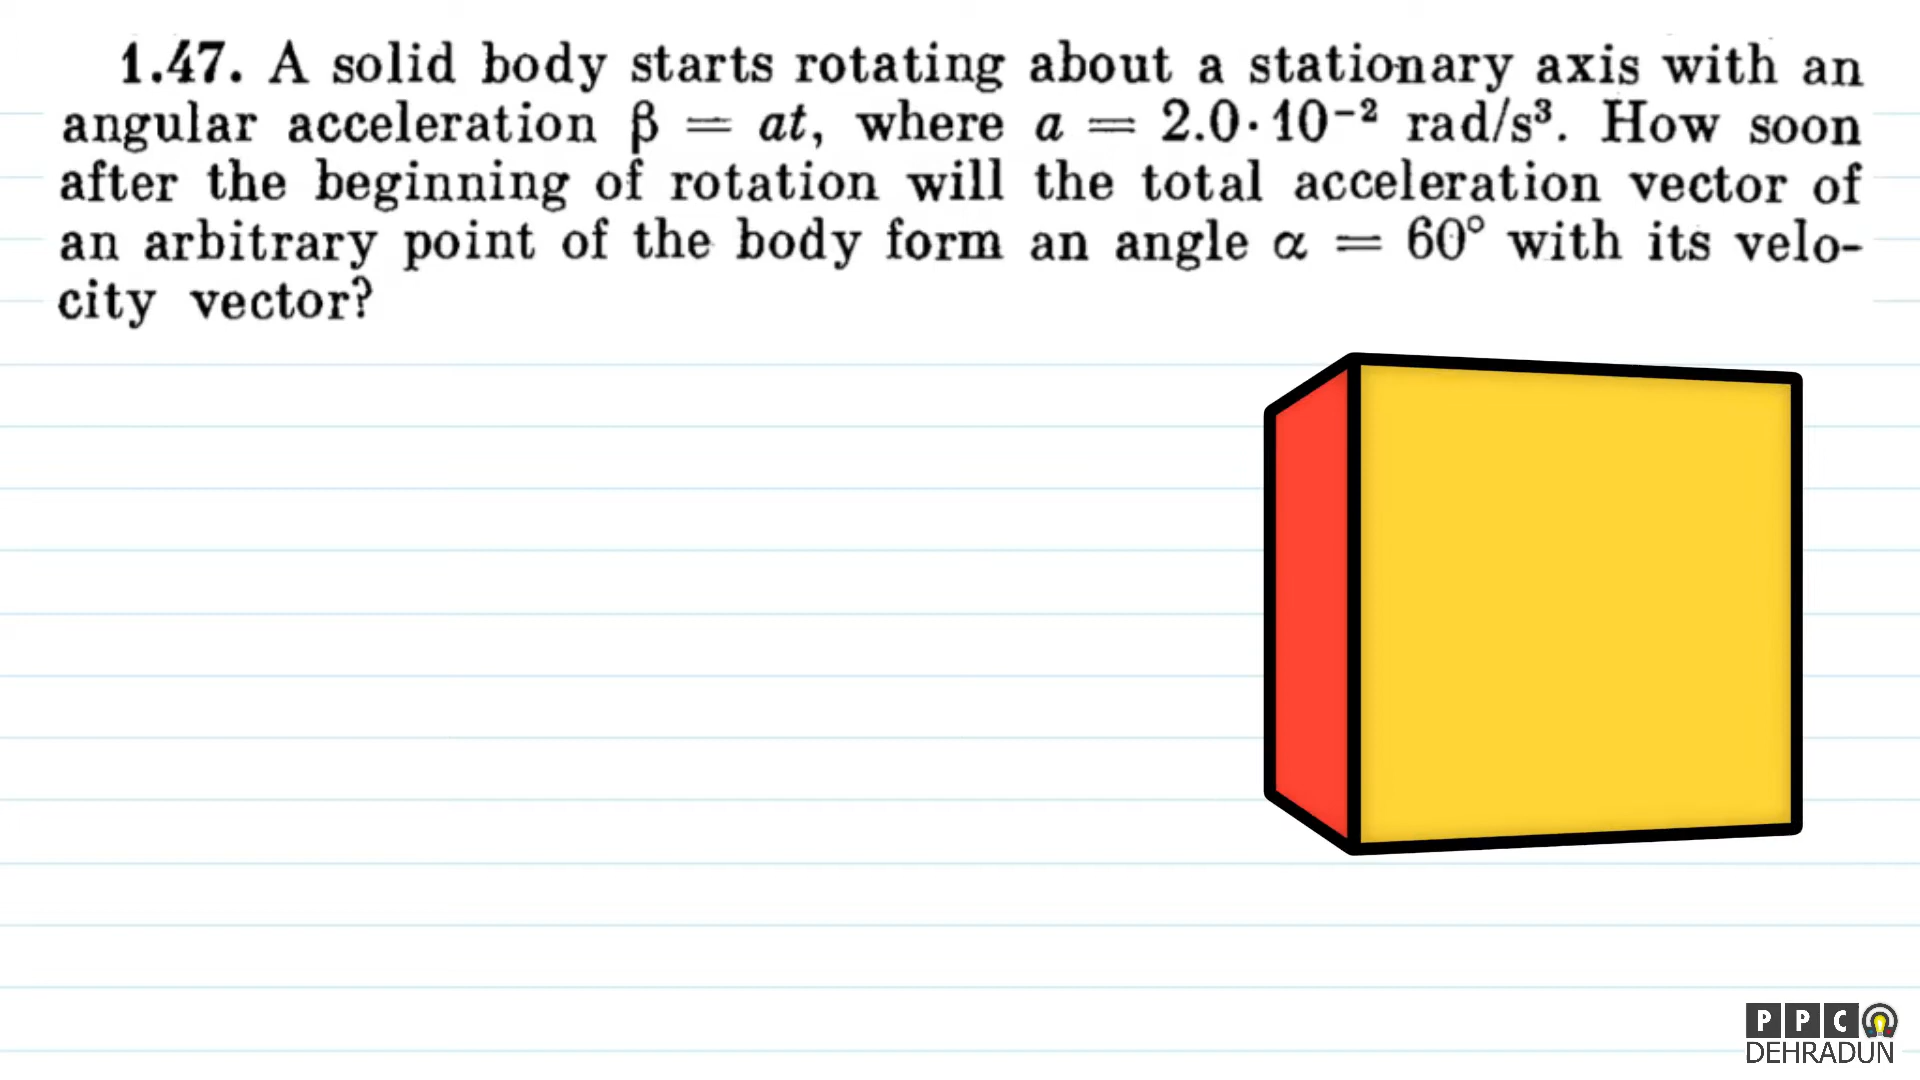 1.47. A solid body starts rotating about a stationary axis with an
angular acceleration β = at, where a = 2.0·10⁻² rad/s³. How soon
after the beginning of rotation will the total acceleration vector of
an arbitrary point of the body form an angle α = 60° with its velo-
city vector?
PPC
DEHRADUN